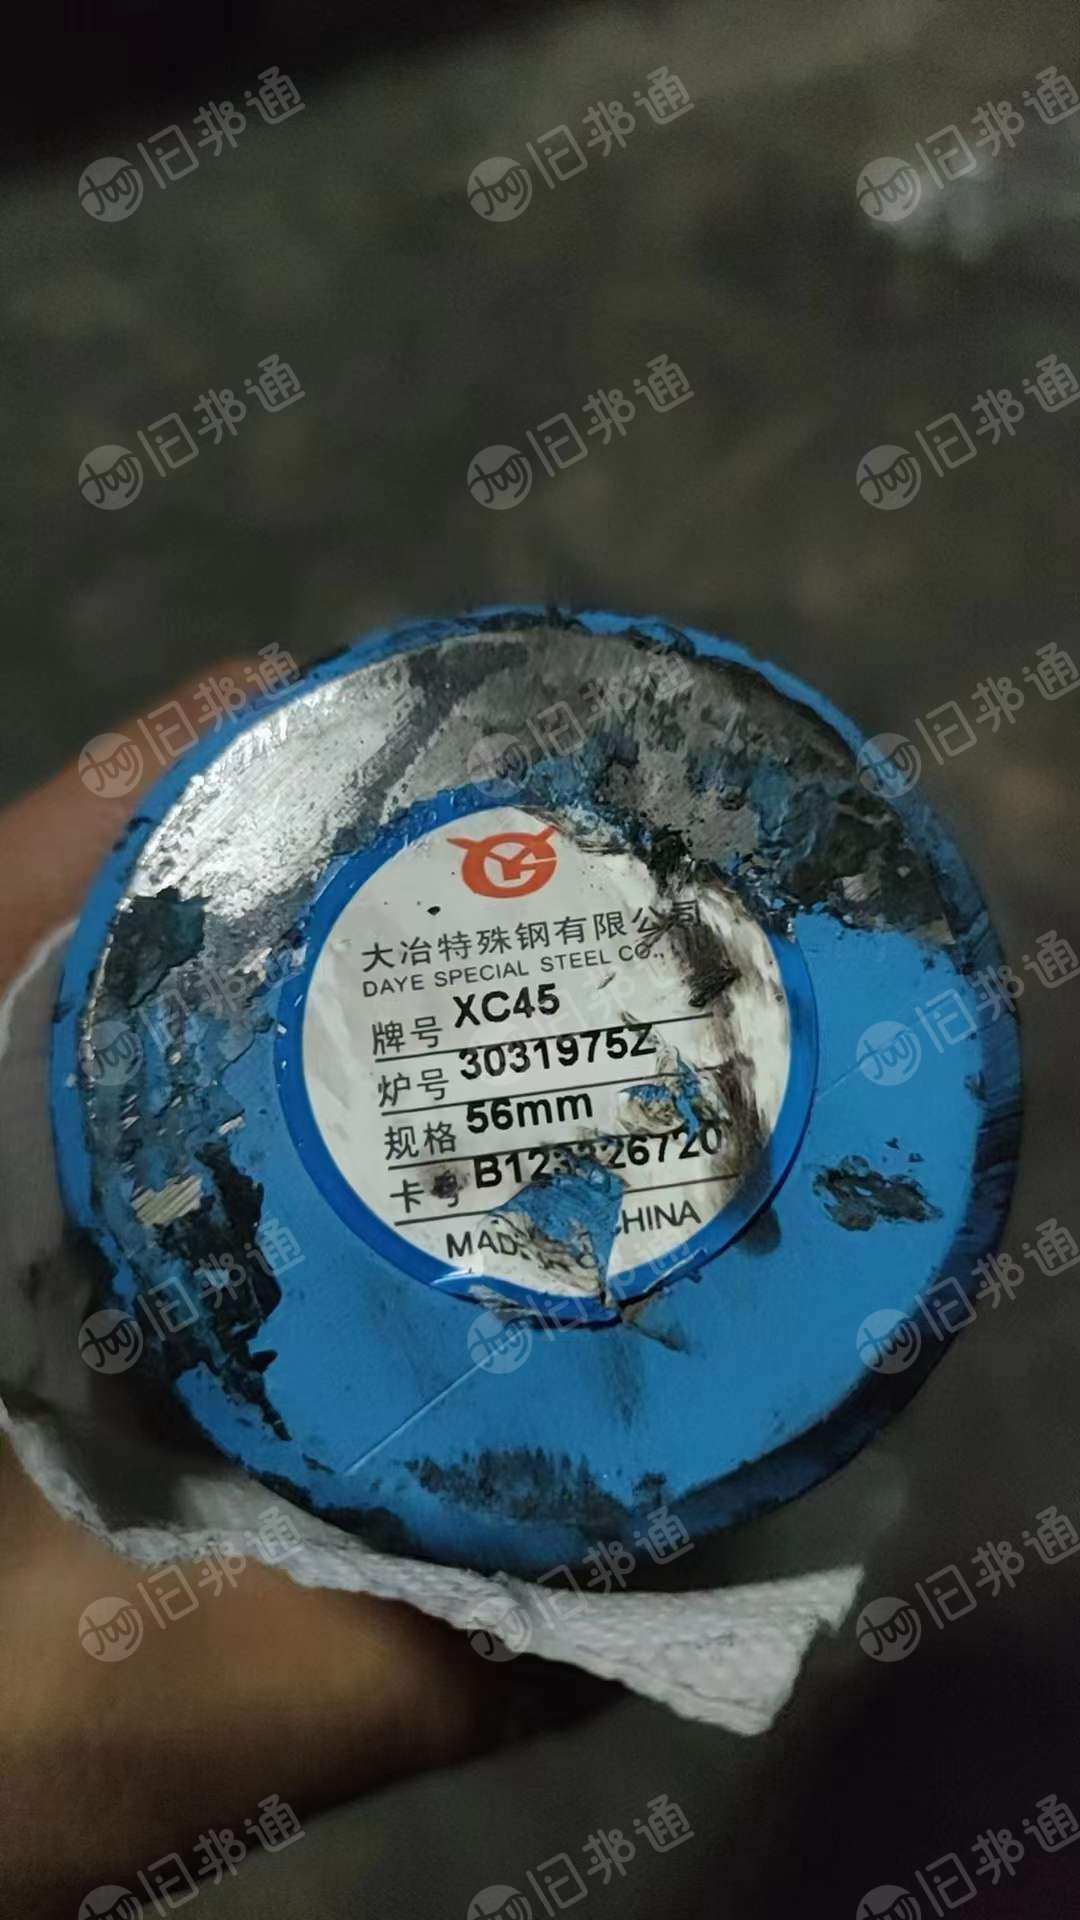 大冶特殊钢有限公司
DAYE SPECIAL STEEL CO.,
牌号 XC45
炉号 3031975Z
规格 56mm
卡号
CHINA
旧邦通